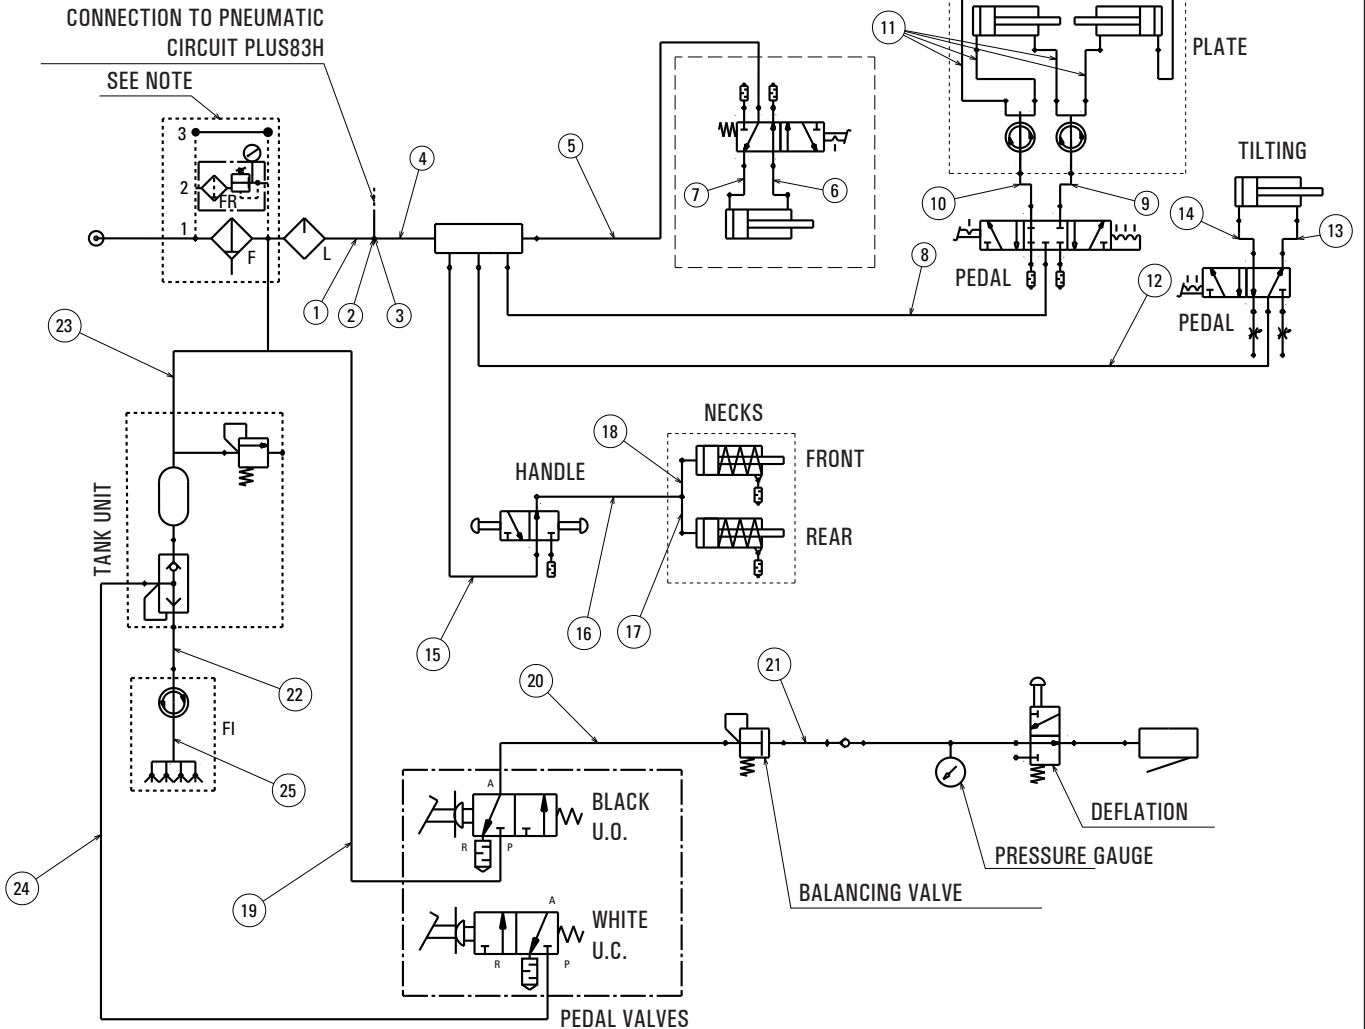 CONNECTION TO PNEUMATIC
CIRCUIT PLUS83H
SEE NOTE
3
2
FR
1
F
L
1
2
3
4
5
7
6
11
PLATE
10
9
PEDAL
8
TILTING
14
13
12
PEDAL
23
TANK UNIT
HANDLE
NECKS
18
FRONT
REAR
15
16
17
22
FI
25
24
19
20
21
A
BLACK
U.O.
R
P
A
WHITE
U.C.
R
P
PEDAL VALVES
DEFLATION
PRESSURE GAUGE
BALANCING VALVE